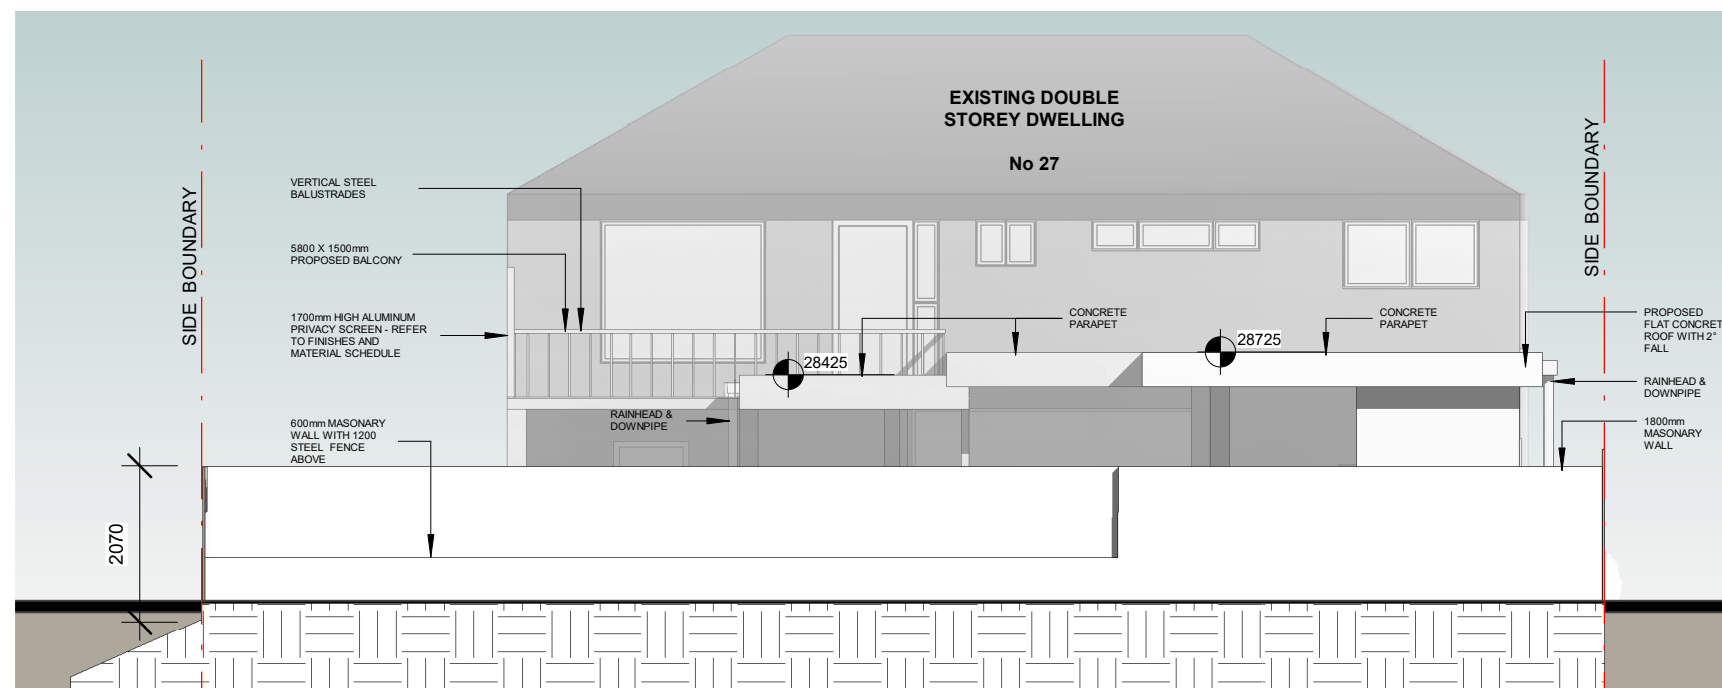 EXISTING DOUBLE
STOREY DWELLING
No 27
SIDE BOUNDARY
VERTICAL STEEL
BALUSTRADES
5800 X 1500mm
PROPOSED BALCONY
1700mm HIGH ALUMINUM
PRIVACY SCREEN - REFER
TO FINISHES AND
MATERIAL SCHEDULE
600mm MASONARY
WALL WITH 1200
STEEL FENCE
ABOVE
2070
RAINHEAD &
DOWNPIPE
28425
CONCRETE
PARAPET
28725
CONCRETE
PARAPET
SIDE BOUNDARY
PROPOSED
FLAT CONCRET
ROOF WITH 2°
FALL
RAINHEAD &
DOWNPIPE
1800mm
MASONARY
WALL